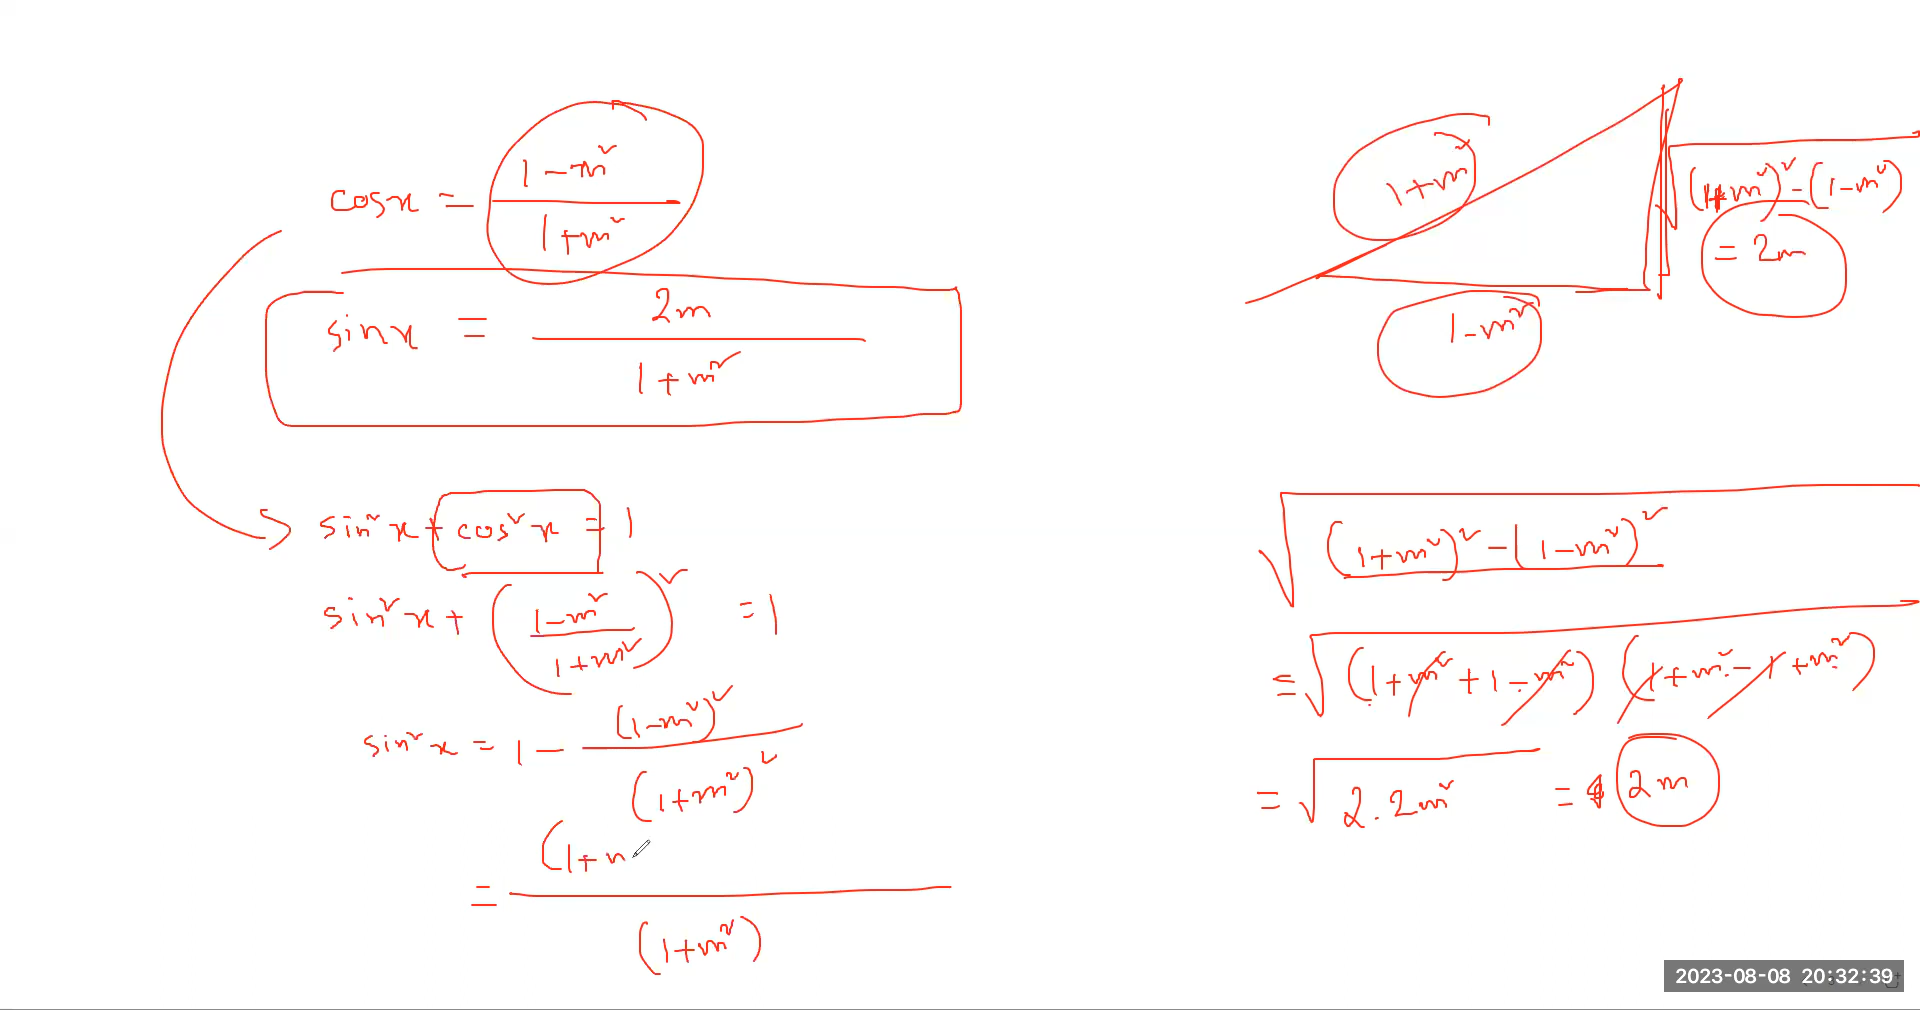 cosx = (1-m²)/(1+m²)
sinx = 2m/(1+m²)
sin²x + cos²x = 1
sin²x + ((1-m²)/(1+m²))² = 1
sin²x = 1 - (1-m²)²/(1+m²)²
= (1+m / (1+m²)
1+m²
√(1+m²)² - (1-m²)
= 2m
1-m²
√(1+m²)² - (1-m²)²
= √(1+m²+1-m²) (1+m²-1+m²)
= √2.2m² = 2m
2023-08-08 20:32:39